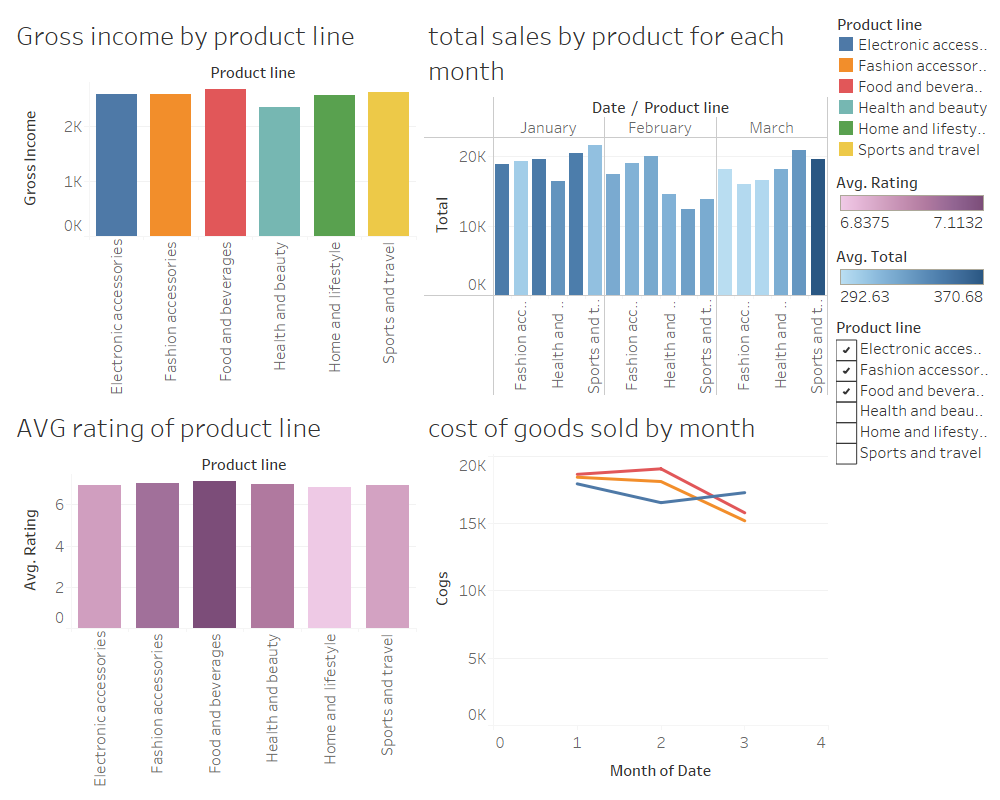 Gross income by product line
Product line
Gross Income
2K
1K
0K
Electronic accessories
Fashion accessories
Food and beverages
Health and beauty
Home and lifestyle
Sports and travel
total sales by product for each
month
Date / Product line
January
February
March
Total
20K
10K
0K
Fashion acc..
Health and ..
Sports and t..
Fashion acc..
Health and ..
Sports and t..
Fashion acc..
Health and ..
Sports and t..
Product line
Electronic access..
Fashion accessor..
Food and bevera..
Health and beauty
Home and lifesty..
Sports and travel
Avg. Rating
6.8375
7.1132
Avg. Total
292.63
370.68
Product line
Electronic acces..
Fashion accessor..
Food and bevera..
Health and beau..
Home and lifesty..
Sports and travel
AVG rating of product line
Product line
Avg. Rating
6
4
2
0
Electronic accessories
Fashion accessories
Food and beverages
Health and beauty
Home and lifestyle
Sports and travel
cost of goods sold by month
Cogs
20K
15K
10K
5K
0K
0
1
2
3
4
Month of Date